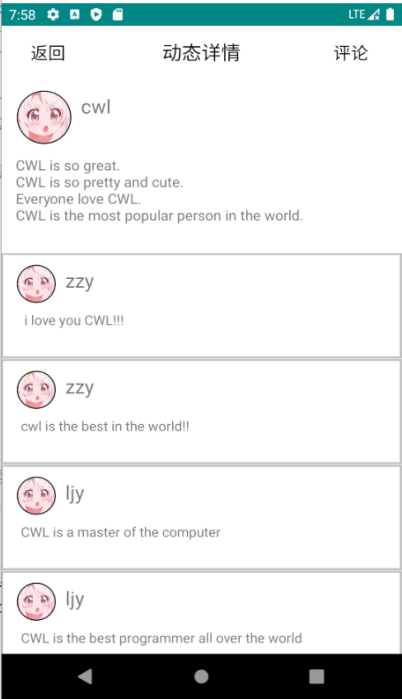 7:58 LTE
返回 动态详情 评论
cwl
CWL is so great.
CWL is so pretty and cute.
Everyone love CWL.
CWL is the most popular person in the world.
zzy
i love you CWL!!!
zzy
cwl is the best in the world!!
ljy
CWL is a master of the computer
ljy
CWL is the best programmer all over the world